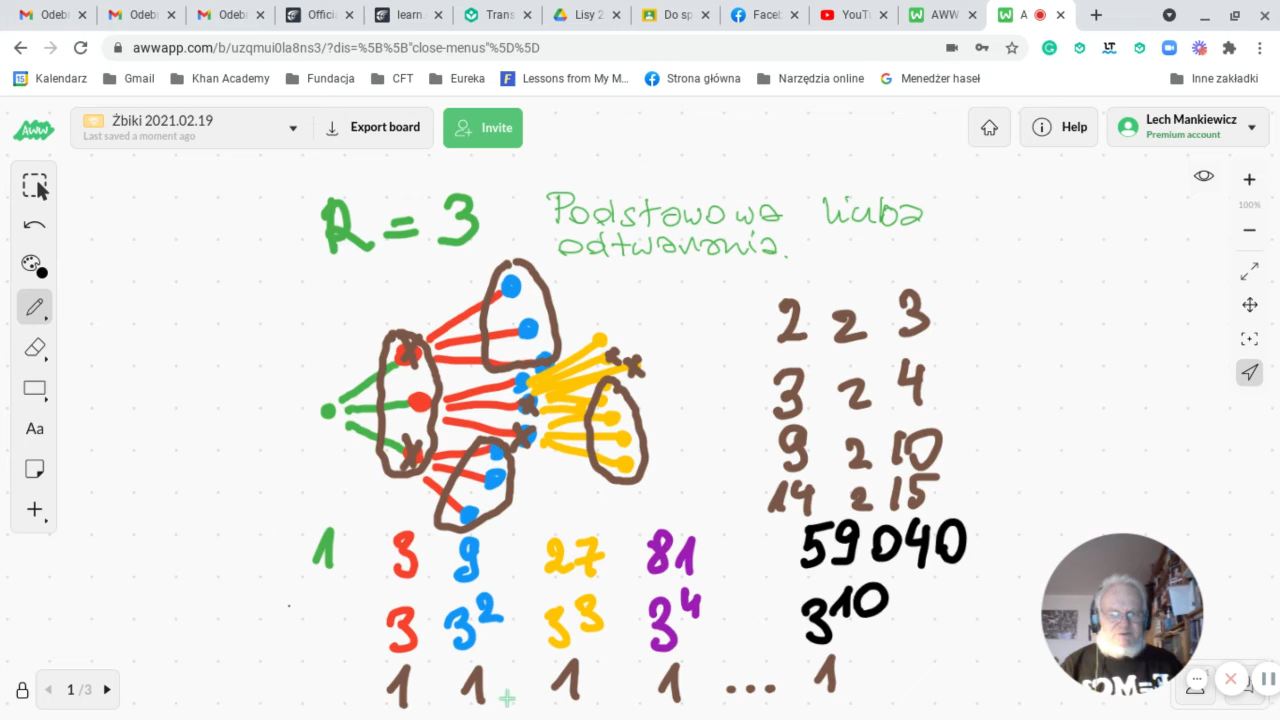 Odebr
Odebr
Odebr
Offici
learn.
Trans
Lisy 2
Do sp
Faceb
YouTu
AWW
A
awwapp.com/b/uzqmui0la8ns3/?dis=%5B%5B"close-menus"%5D%5D
Kalendarz
Gmail
Khan Academy
Fundacja
CFT
Eureka
Lessons from My M...
Strona główna
Narzędzia online
Menedżer haseł
Inne zakładki
AWW
Żbiki 2021.02.19
Last saved a moment ago
Export board
Invite
Help
Lech Mankiewicz
Premium account
100%
Aa
R = 3
Podstawowa liczba
odtwarzania.
2 z 3
3 z 4
9 z 10
14 z 15
1 3 9 27 81 59 040
3 3² 3³ 3⁴ 3¹⁰
1 1 1 1 ... 1
1 / 3